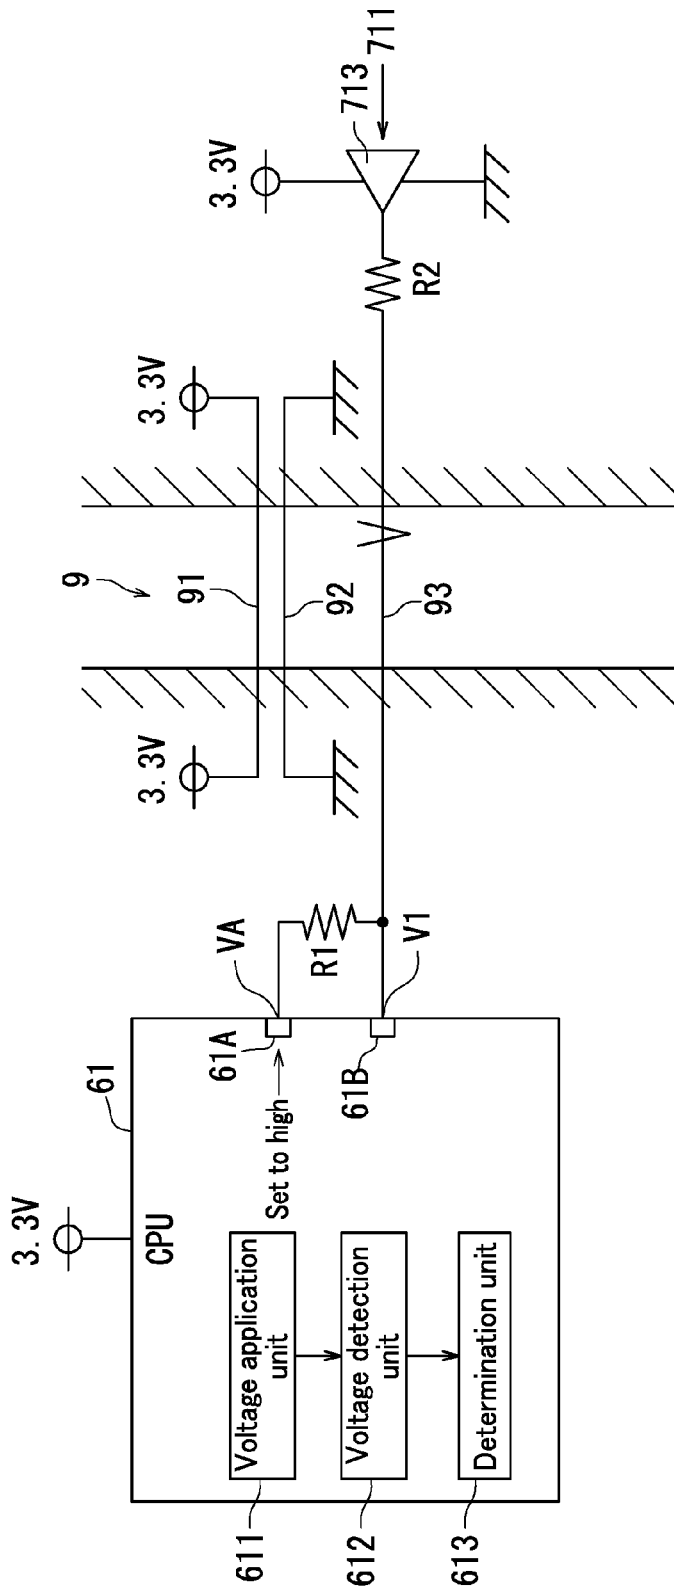 3. 3V
61
CPU
611
Voltage application
unit
612
Voltage detection
unit
613
Determination unit
Set to high
61A
61B
VA
V1
R1
3. 3V
9
91
92
93
3. 3V
R2
3. 3V
713
711